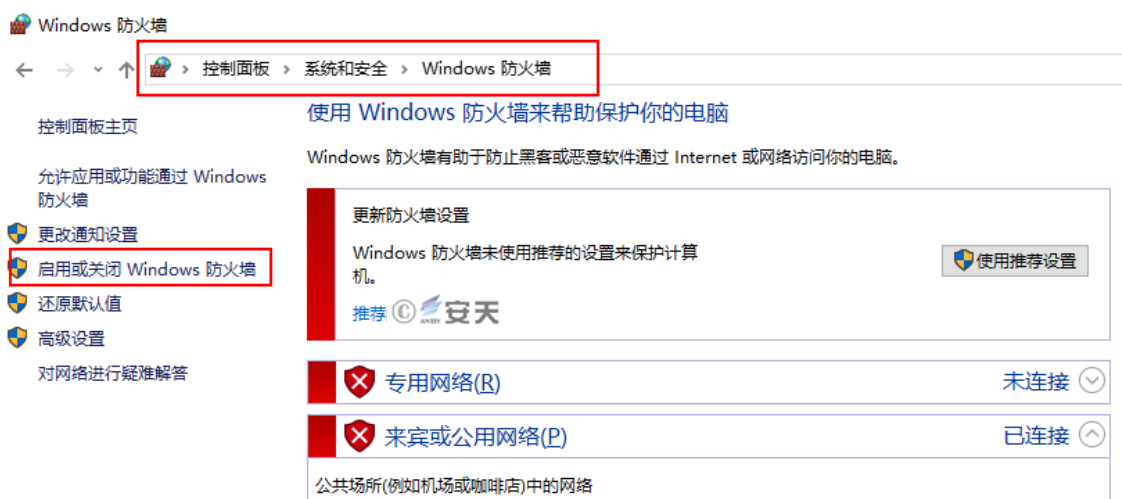 Windows 防火墙
控制面板 › 系统和安全 › Windows 防火墙
控制面板主页
允许应用或功能通过 Windows
防火墙
更改通知设置
启用或关闭 Windows 防火墙
还原默认值
高级设置
对网络进行疑难解答
使用 Windows 防火墙来帮助保护你的电脑
Windows 防火墙有助于防止黑客或恶意软件通过 Internet 或网络访问你的电脑。
更新防火墙设置
Windows 防火墙未使用推荐的设置来保护计算
机。
使用推荐设置
推荐 © ANTIY 安天
专用网络(R) 未连接
来宾或公用网络(P) 已连接
公共场所(例如机场或咖啡店)中的网络